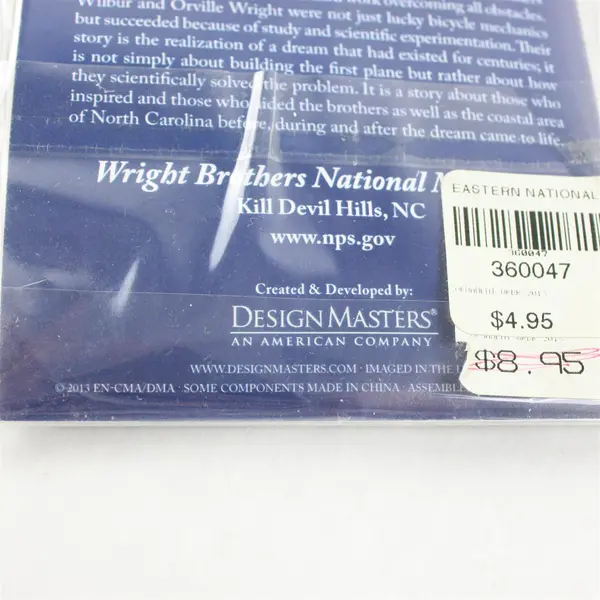 work overcoming all obstacles.
Wilbur and Orville Wright were not just lucky bicycle mechanics
but succeeded because of study and scientific experimentation. Their
story is the realization of a dream that had existed for centuries; it
is not simply about building the first plane but rather about how
they scientifically solved the problem. It is a story about those who
inspired and those who aided the brothers as well as the coastal area
of North Carolina before, during and after the dream came to life.
Wright Brothers National
Kill Devil Hills, NC
www.nps.gov
Created & Developed by:
DESIGN MASTERS®
AN AMERICAN COMPANY
WWW.DESIGNMASTERS.COM · IMAGED IN THE
© 2013 EN-CMA/DMA · SOME COMPONENTS MADE IN CHINA · ASSEMBL
EASTERN NATIONAL
360047
360047
$4.95
$8.95